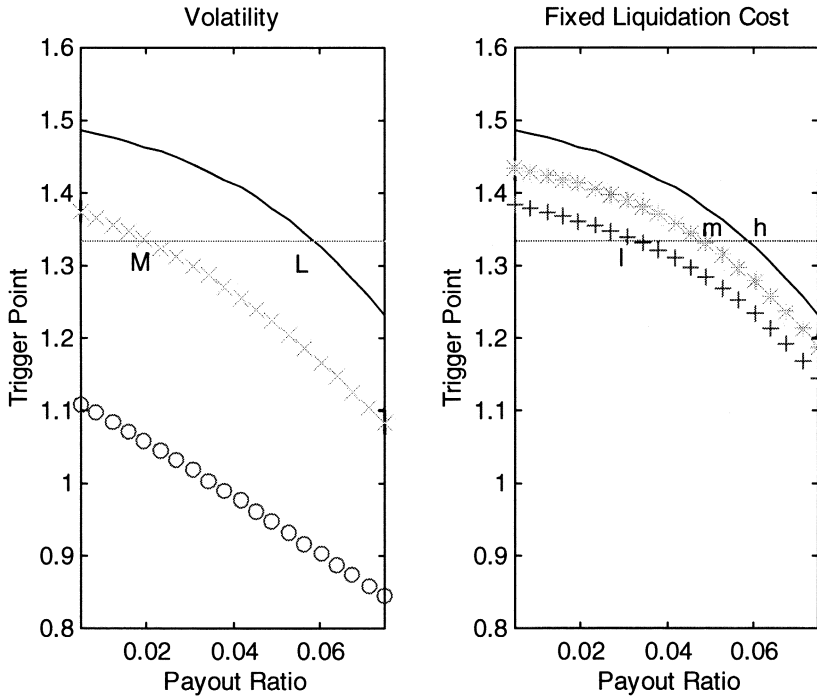 Volatility
1.6
1.5
1.4
1.3
1.2
1.1
1
0.9
0.8
Trigger Point
M
L
0.02
0.04
0.06
Payout Ratio
Fixed Liquidation Cost
1.6
1.5
1.4
1.3
1.2
1.1
1
0.9
0.8
Trigger Point
m
h
l
0.02
0.04
0.06
Payout Ratio